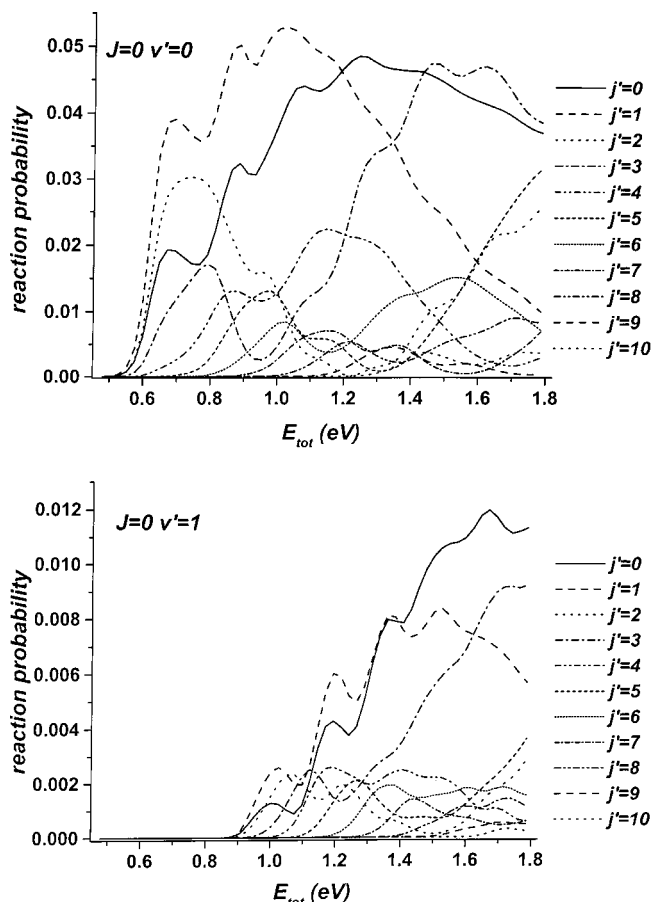 J=0 v'=0
reaction probability
0.05
0.04
0.03
0.02
0.01
0.00
0.6 0.8 1.0 1.2 1.4 1.6 1.8
E_tot (eV)
j'=0
j'=1
j'=2
j'=3
j'=4
j'=5
j'=6
j'=7
j'=8
j'=9
j'=10
J=0 v'=1
reaction probability
0.012
0.010
0.008
0.006
0.004
0.002
0.000
0.6 0.8 1.0 1.2 1.4 1.6 1.8
E_tot (eV)
j'=0
j'=1
j'=2
j'=3
j'=4
j'=5
j'=6
j'=7
j'=8
j'=9
j'=10